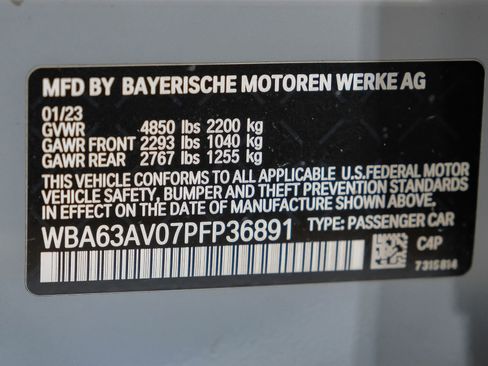 MFD BY BAYERISCHE MOTOREN WERKE AG
01/23
GVWR 4850 lbs 2200 kg
GAWR FRONT 2293 lbs 1040 kg
GAWR REAR 2767 lbs 1255 kg
THIS VEHICLE CONFORMS TO ALL APPLICABLE U.S.FEDERAL MOTOR
VEHICLE SAFETY, BUMPER AND THEFT PREVENTION STANDARDS
IN EFFECT ON THE DATE OF MANUFACTURE SHOWN ABOVE.
WBA63AV07PFP36891 TYPE: PASSENGER CAR
C4P
7315814